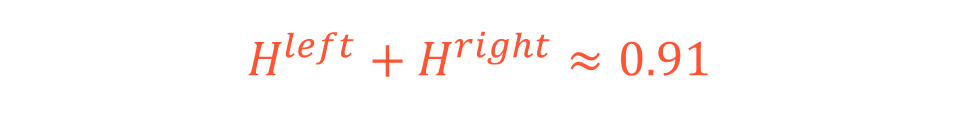 H^{left} + H^{right} ≈ 0.91